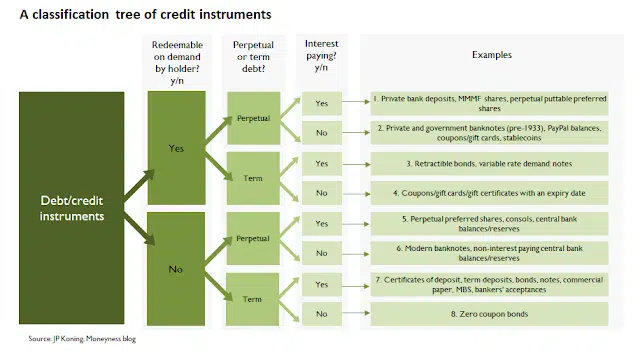 A classification tree of credit instruments
Redeemable
on demand
by holder?
y/n
Perpetual
or term
debt?
Interest
paying?
y/n
Examples
Debt/credit
instruments
Yes
Perpetual
Yes
1. Private bank deposits, MMMF shares, perpetual puttable preferred
shares
No
2. Private and government banknotes (pre-1933), PayPal balances,
coupons/gift cards, stablecoins
Term
Yes
3. Retractible bonds, variable rate demand notes
No
4. Coupons/gift cards/gift certificates with an expiry date
No
Perpetual
Yes
5. Perpetual preferred shares, consols, central bank
balances/reserves
No
6. Modern banknotes, non-interest paying central bank
balances/reserves
Term
Yes
7. Certificates of deposit, term deposits, bonds, notes, commercial
paper, MBS, bankers' acceptances
No
8. Zero coupon bonds
Source: JP Koning, Moneyness blog